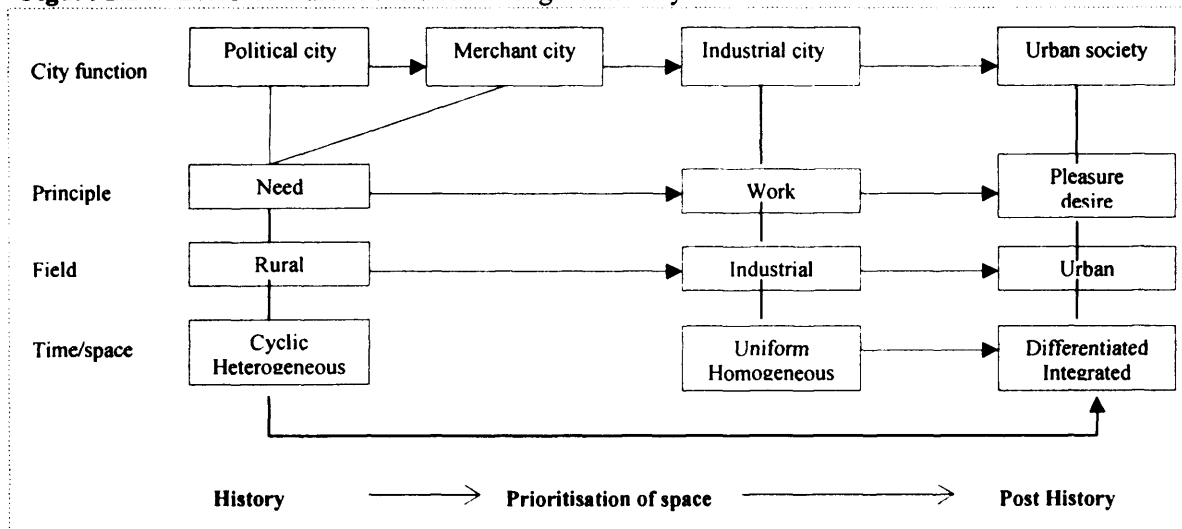 Political city Merchant city Industrial city Urban society
City function
Principle Need Work Pleasure
desire
Field Rural Industrial Urban
Time/space Cyclic Uniform Differentiated
Heterogeneous Homogeneous Integrated
History Prioritisation of space Post History